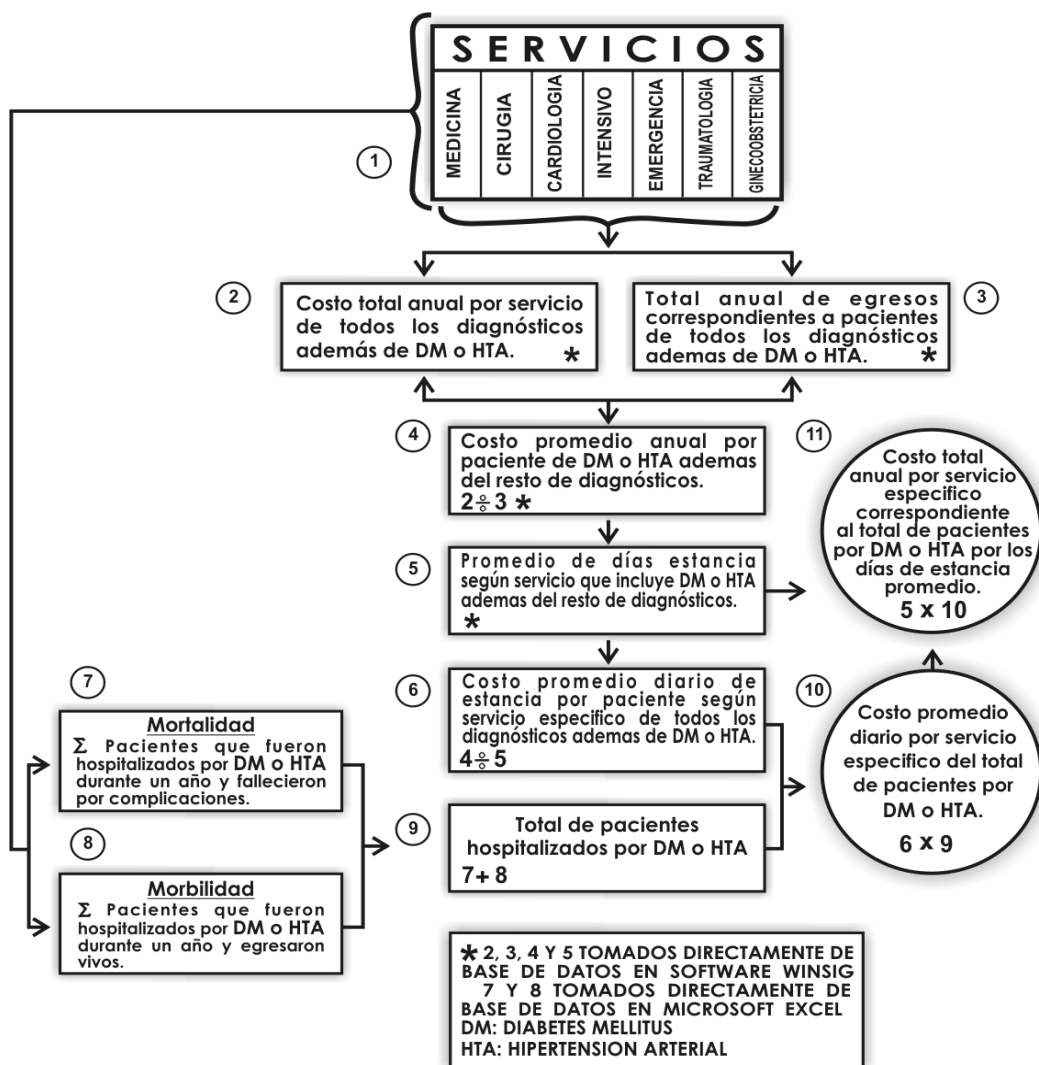 SERVICIOS
MEDICINA
CIRUGIA
CARDIOLOGIA
INTENSIVO
EMERGENCIA
TRAUMATOLOGIA
GINECOOBSTETRICIA
1
2
Costo total anual por servicio
de todos los diagnósticos
además de DM o HTA. *
3
Total anual de egresos
correspondientes a pacientes
de todos los diagnósticos
ademas de DM o HTA. *
4
Costo promedio anual por
paciente de DM o HTA ademas
del resto de diagnósticos.
2÷3 *
5
Promedio de días estancia
según servicio que incluye DM o HTA
ademas del resto de diagnósticos.
*
6
Costo promedio diario de
estancia por paciente según
servicio especifico de todos los
diagnósticos ademas de DM o HTA.
4÷5
7
Mortalidad
Σ Pacientes que fueron
hospitalizados por DM o HTA
durante un año y fallecieron
por complicaciones.
8
Morbilidad
Σ Pacientes que fueron
hospitalizados por DM o HTA
durante un año y egresaron
vivos.
9
Total de pacientes
hospitalizados por DM o HTA
7+ 8
10
Costo promedio
diario por servicio
especifico del total
de pacientes por
DM o HTA.
6 x 9
11
Costo total
anual por servicio
especifico
correspondiente
al total de pacientes
por DM o HTA por los
días de estancia
promedio.
5 x 10
* 2, 3, 4 Y 5 TOMADOS DIRECTAMENTE DE
BASE DE DATOS EN SOFTWARE WINSIG
7 Y 8 TOMADOS DIRECTAMENTE DE
BASE DE DATOS EN MICROSOFT EXCEL
DM: DIABETES MELLITUS
HTA: HIPERTENSION ARTERIAL